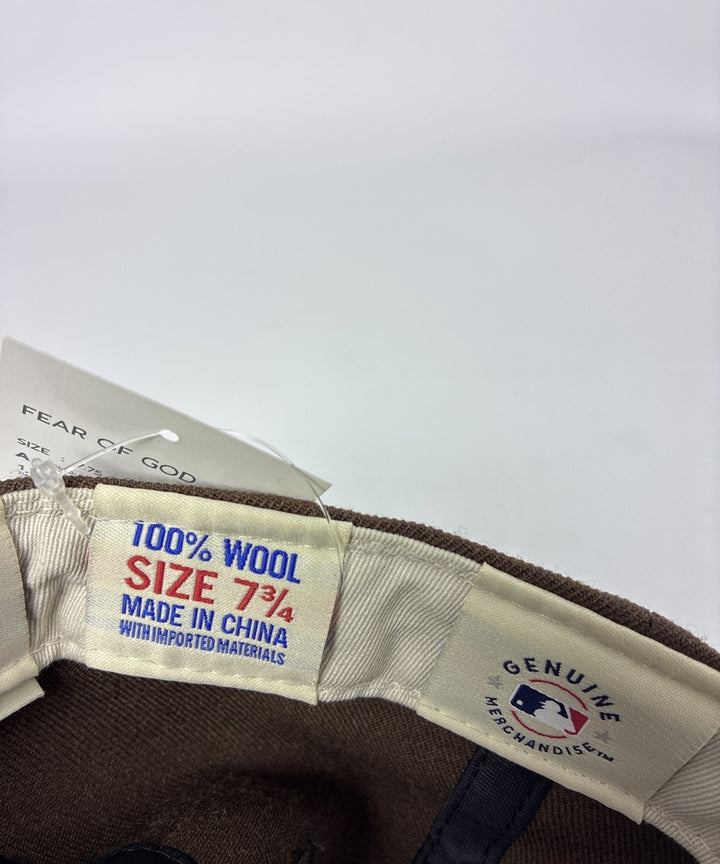 FEAR OF GOD
SIZE :
100% WOOL
SIZE 7¾
MADE IN CHINA
WITH IMPORTED MATERIALS
GENUINE
MERCHANDISE™